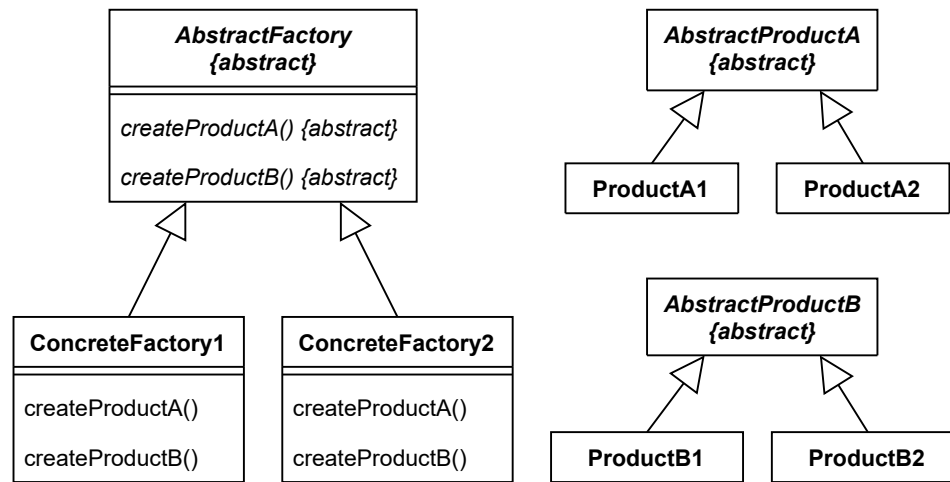 AbstractFactory
{abstract}
createProductA() {abstract}
createProductB() {abstract}
ConcreteFactory1
createProductA()
createProductB()
ConcreteFactory2
createProductA()
createProductB()
AbstractProductA
{abstract}
ProductA1
ProductA2
AbstractProductB
{abstract}
ProductB1
ProductB2